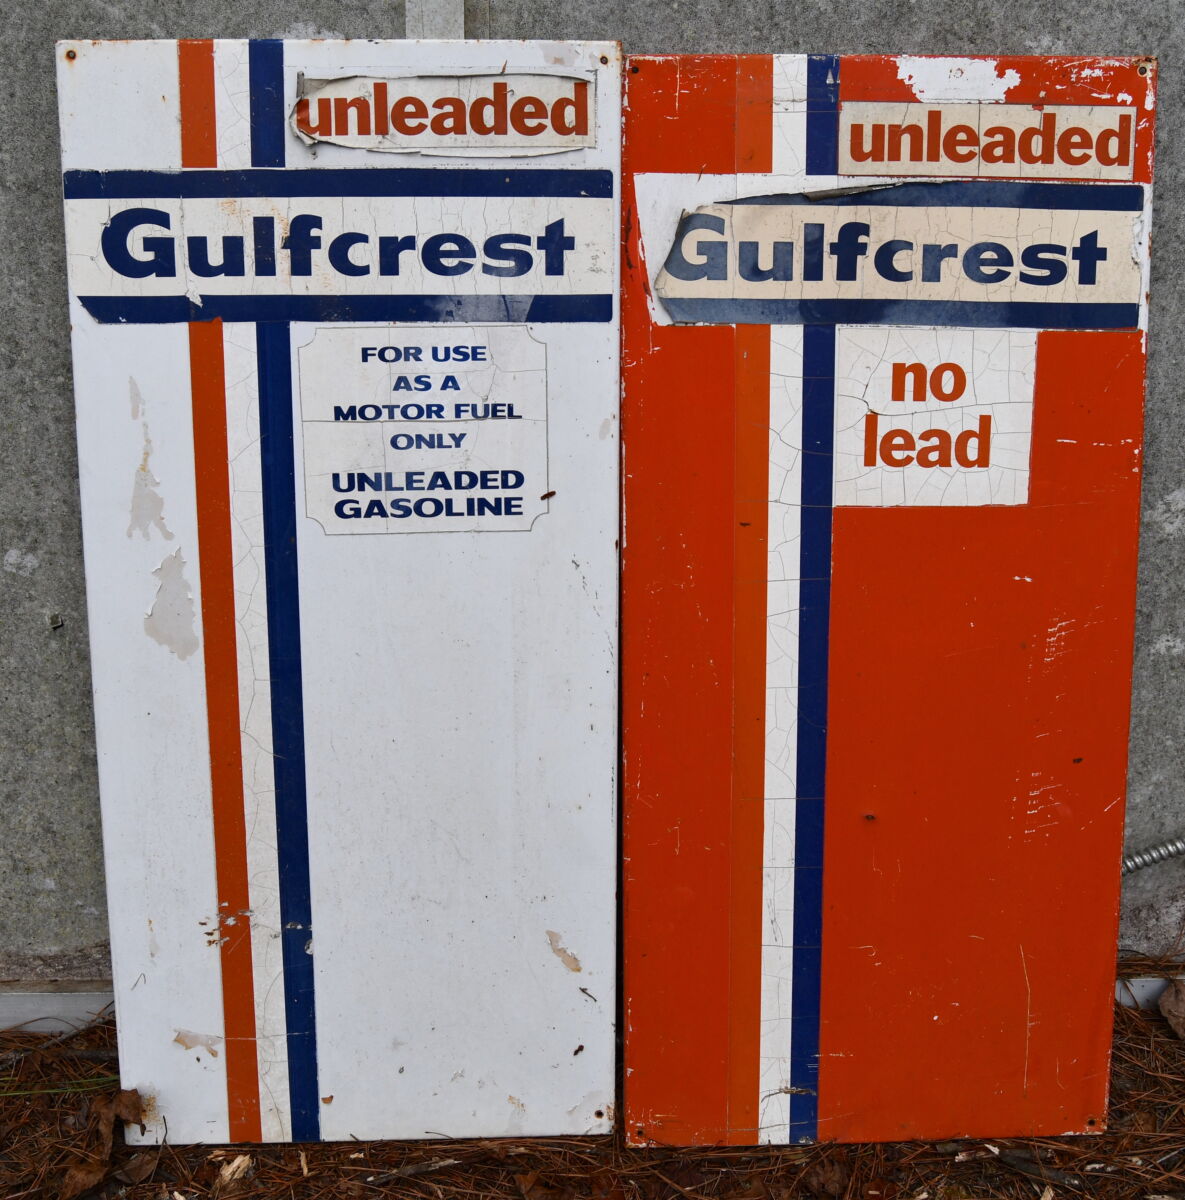 unleaded
Gulfcrest
FOR USE
AS A
MOTOR FUEL
ONLY
UNLEADED
GASOLINE
unleaded
Gulfcrest
no
lead